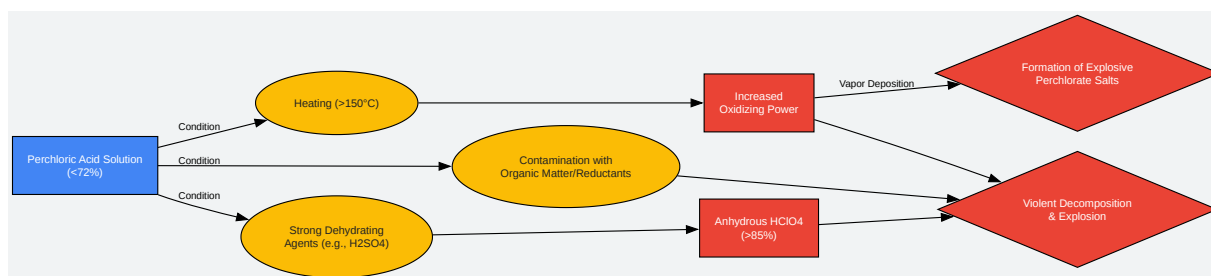 Perchloric Acid Solution
(<72%)
Condition
Condition
Condition
Heating (>150°C)
Contamination with
Organic Matter/Reductants
Strong Dehydrating
Agents (e.g., H2SO4)
Increased
Oxidizing Power
Anhydrous HClO4
(>85%)
Vapor Deposition
Formation of Explosive
Perchlorate Salts
Violent Decomposition
& Explosion